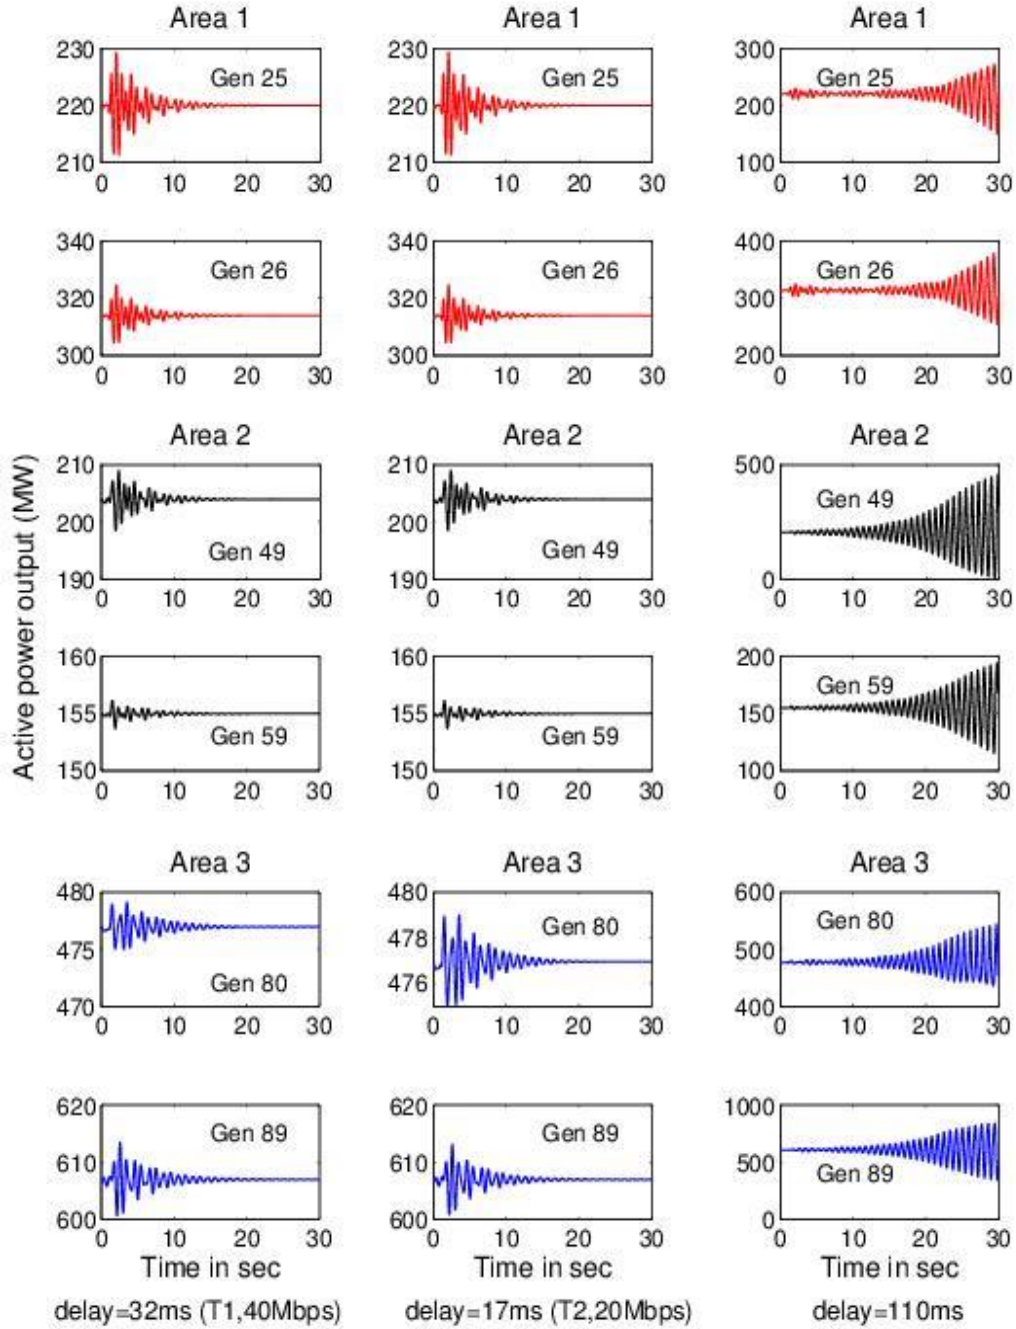 Area 1 Area 1 Area 1
230 230 300
Gen 25 Gen 25 Gen 25
220 220 200
210 210 100
0 10 20 30 0 10 20 30 0 10 20 30
340 340 400
Gen 26 Gen 26 Gen 26
320 320 300
300 300 200
0 10 20 30 0 10 20 30 0 10 20 30
Active power output (MW)
Area 2 Area 2 Area 2
210 210 500
Gen 49
200 200
Gen 49 Gen 49
190 190 0
0 10 20 30 0 10 20 30 0 10 20 30
160 160 200
Gen 59
155 155 150
Gen 59 Gen 59
150 150 100
0 10 20 30 0 10 20 30 0 10 20 30
Area 3 Area 3 Area 3
480 480 600
Gen 80 Gen 80
478
475 500
476
Gen 80
470 400
0 10 20 30 0 10 20 30 0 10 20 30
620 620 1000
Gen 89 Gen 89
610 610 500
Gen 89
600 600 0
0 10 20 30 0 10 20 30 0 10 20 30
Time in sec Time in sec Time in sec
delay=32ms (T1,40Mbps) delay=17ms (T2,20Mbps) delay=110ms